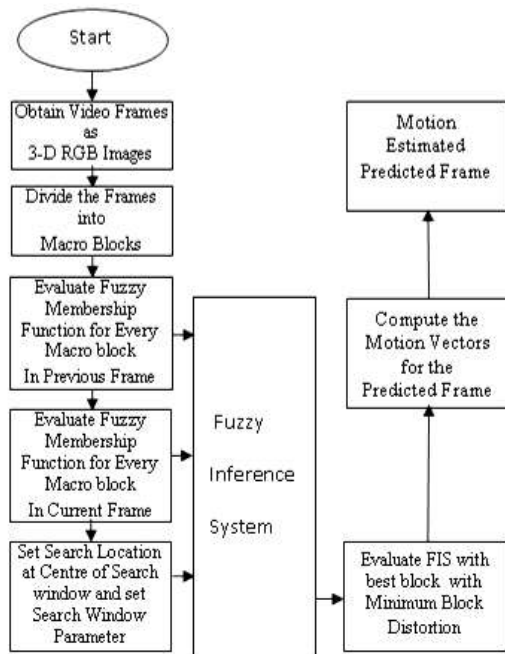 Start
Obtain Video Frames
as
3-D RGB Images
Divide the Frames
into
Macro Blocks
Evaluate Fuzzy
Membership
Function for Every
Macro block
In Previous Frame
Evaluate Fuzzy
Membership
Function for Every
Macro block
In Current Frame
Set Search Location
at Centre of Search
window and set
Search Window
Parameter
Fuzzy
Inference
System
Evaluate FIS with
best block with
Minimum Block
Distortion
Compute the
Motion Vectors
for the
Predicted Frame
Motion
Estimated
Predicted Frame